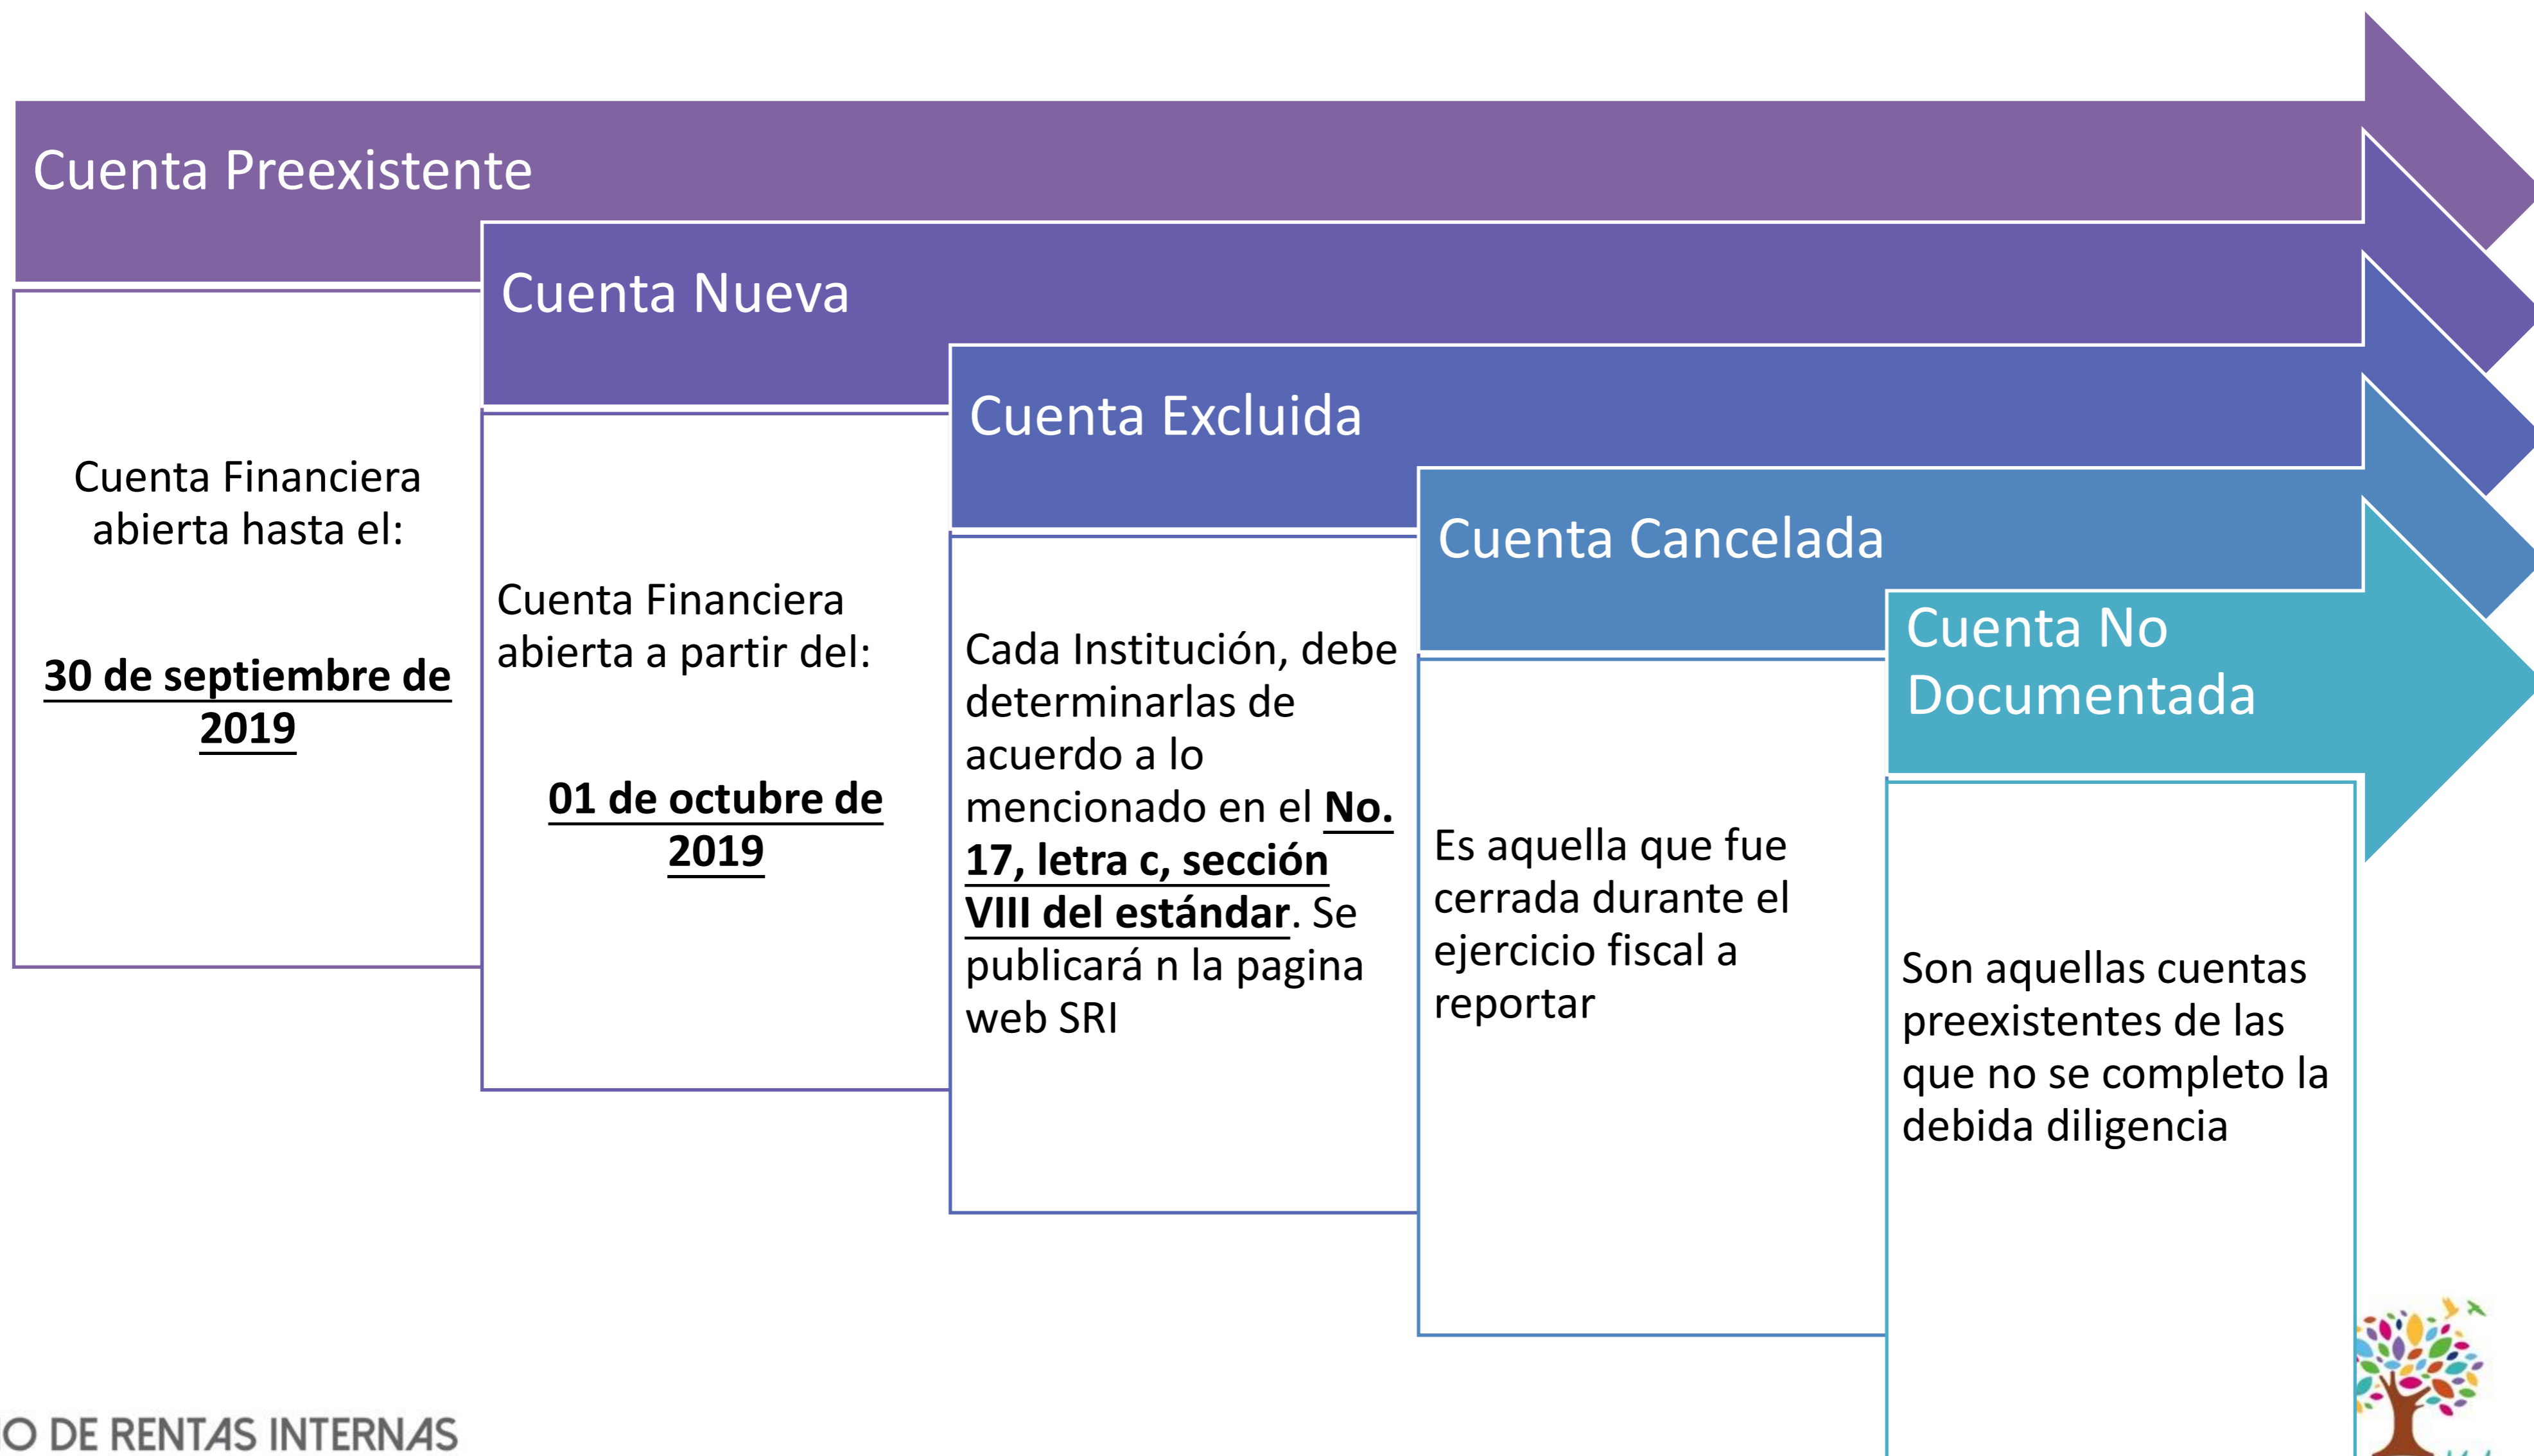 Cuenta Preexistente
Cuenta Financiera
abierta hasta el:
30 de septiembre de
2019
Cuenta Nueva
Cuenta Financiera
abierta a partir del:
01 de octubre de
2019
Cuenta Excluida
Cada Institución, debe
determinarlas de
acuerdo a lo
mencionado en el No.
17, letra c, sección
VIII del estándar. Se
publicará n la pagina
web SRI
Cuenta Cancelada
Es aquella que fue
cerrada durante el
ejercicio fiscal a
reportar
Cuenta No
Documentada
Son aquellas cuentas
preexistentes de las
que no se completo la
debida diligencia
O DE RENTAS INTERNAS